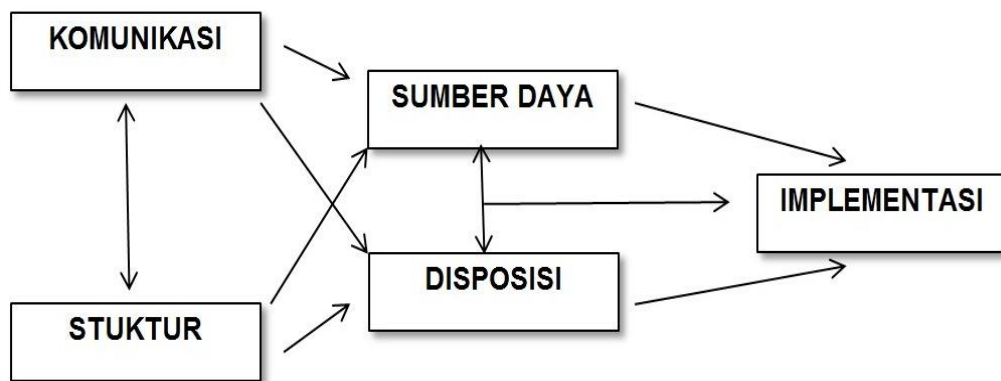 KOMUNIKASI
SUMBER DAYA
IMPLEMENTASI
DISPOSISI
STUKTUR